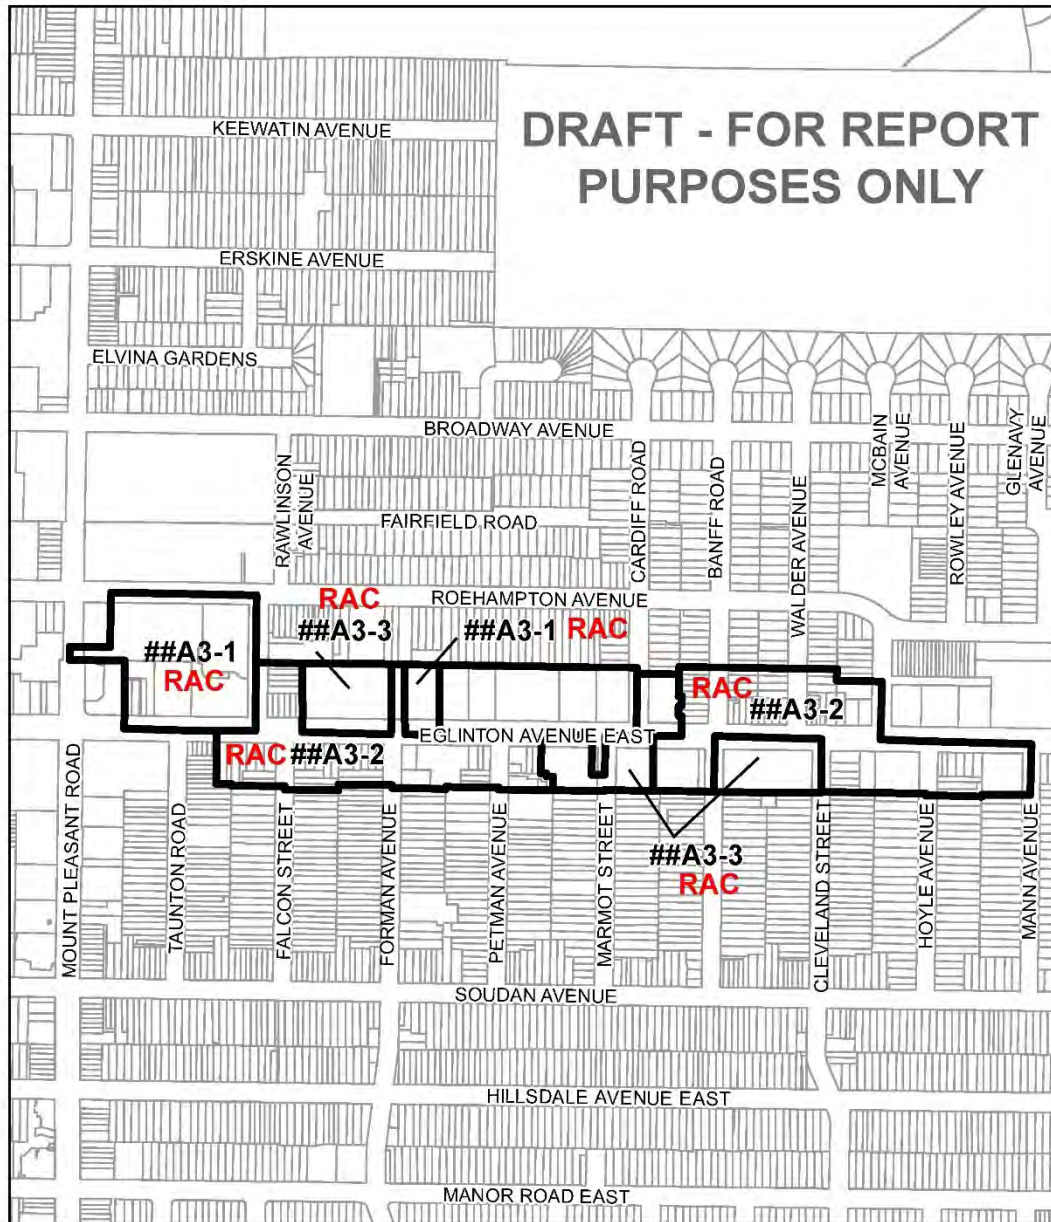 DRAFT - FOR REPORT
PURPOSES ONLY
KEEWATIN AVENUE
ERSKINE AVENUE
ELVINA GARDENS
BROADWAY AVENUE
RAWLINSON
AVENUE
FAIRFIELD ROAD
CARDIFF ROAD
BANFF ROAD
WALDER AVENUE
MCBAIN
AVENUE
ROWLEY AVENUE
GLENAVY
AVENUE
ROEHAMPTON AVENUE
RAC
##A3-3
##A3-1 RAC
##A3-1
RAC
RAC
##A3-2
EGLINTON AVENUE EAST
RAC ##A3-2
##A3-3
RAC
MOUNT PLEASANT ROAD
TAUNTON ROAD
FALCON STREET
FORMAN AVENUE
PETMAN AVENUE
MARMOT STREET
CLEVELAND STREET
HOYLE AVENUE
MANN AVENUE
SOUDAN AVENUE
HILLSDALE AVENUE EAST
MANOR ROAD EAST